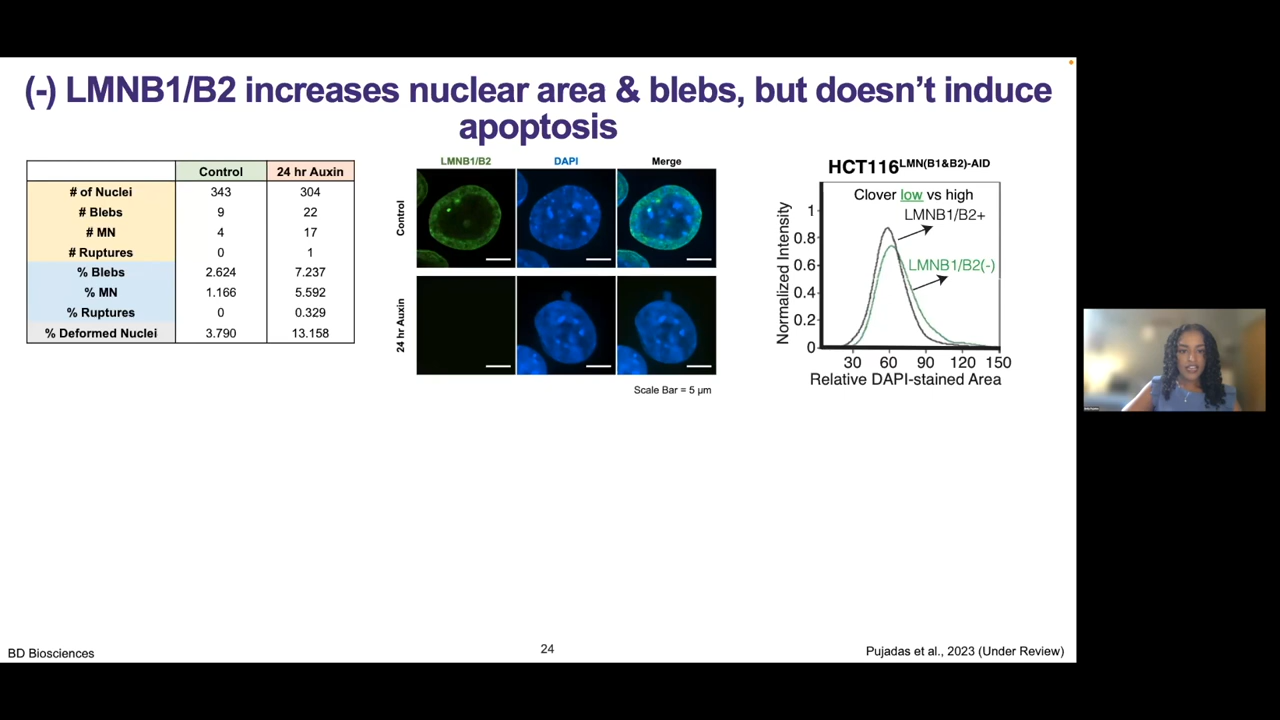 (-) LMNB1/B2 increases nuclear area & blebs, but doesn't induce
apoptosis
Control 24 hr Auxin
# of Nuclei 343 304
# Blebs 9 22
# MN 4 17
# Ruptures 0 1
% Blebs 2.624 7.237
% MN 1.166 5.592
% Ruptures 0 0.329
% Deformed Nuclei 3.790 13.158
LMNB1/B2 DAPI Merge
Control
24 hr Auxin
Scale Bar = 5 µm
HCT116LMN(B1&B2)-AID
Clover low vs high
LMNB1/B2+
LMNB1/B2(-)
Normalized Intensity
1
0.8
0.6
0.4
0.2
0
30 60 90 120 150
Relative DAPI-stained Area
BD Biosciences
24
Pujadas et al., 2023 (Under Review)